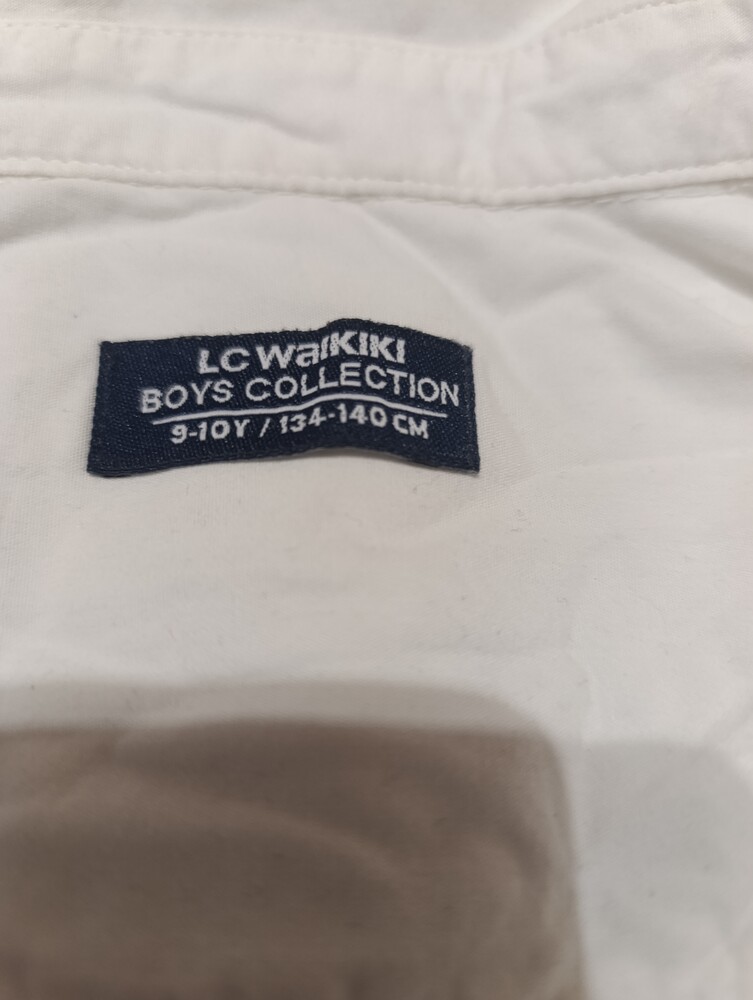 LC Waikiki
BOYS COLLECTION
9-10Y / 134-140 CM